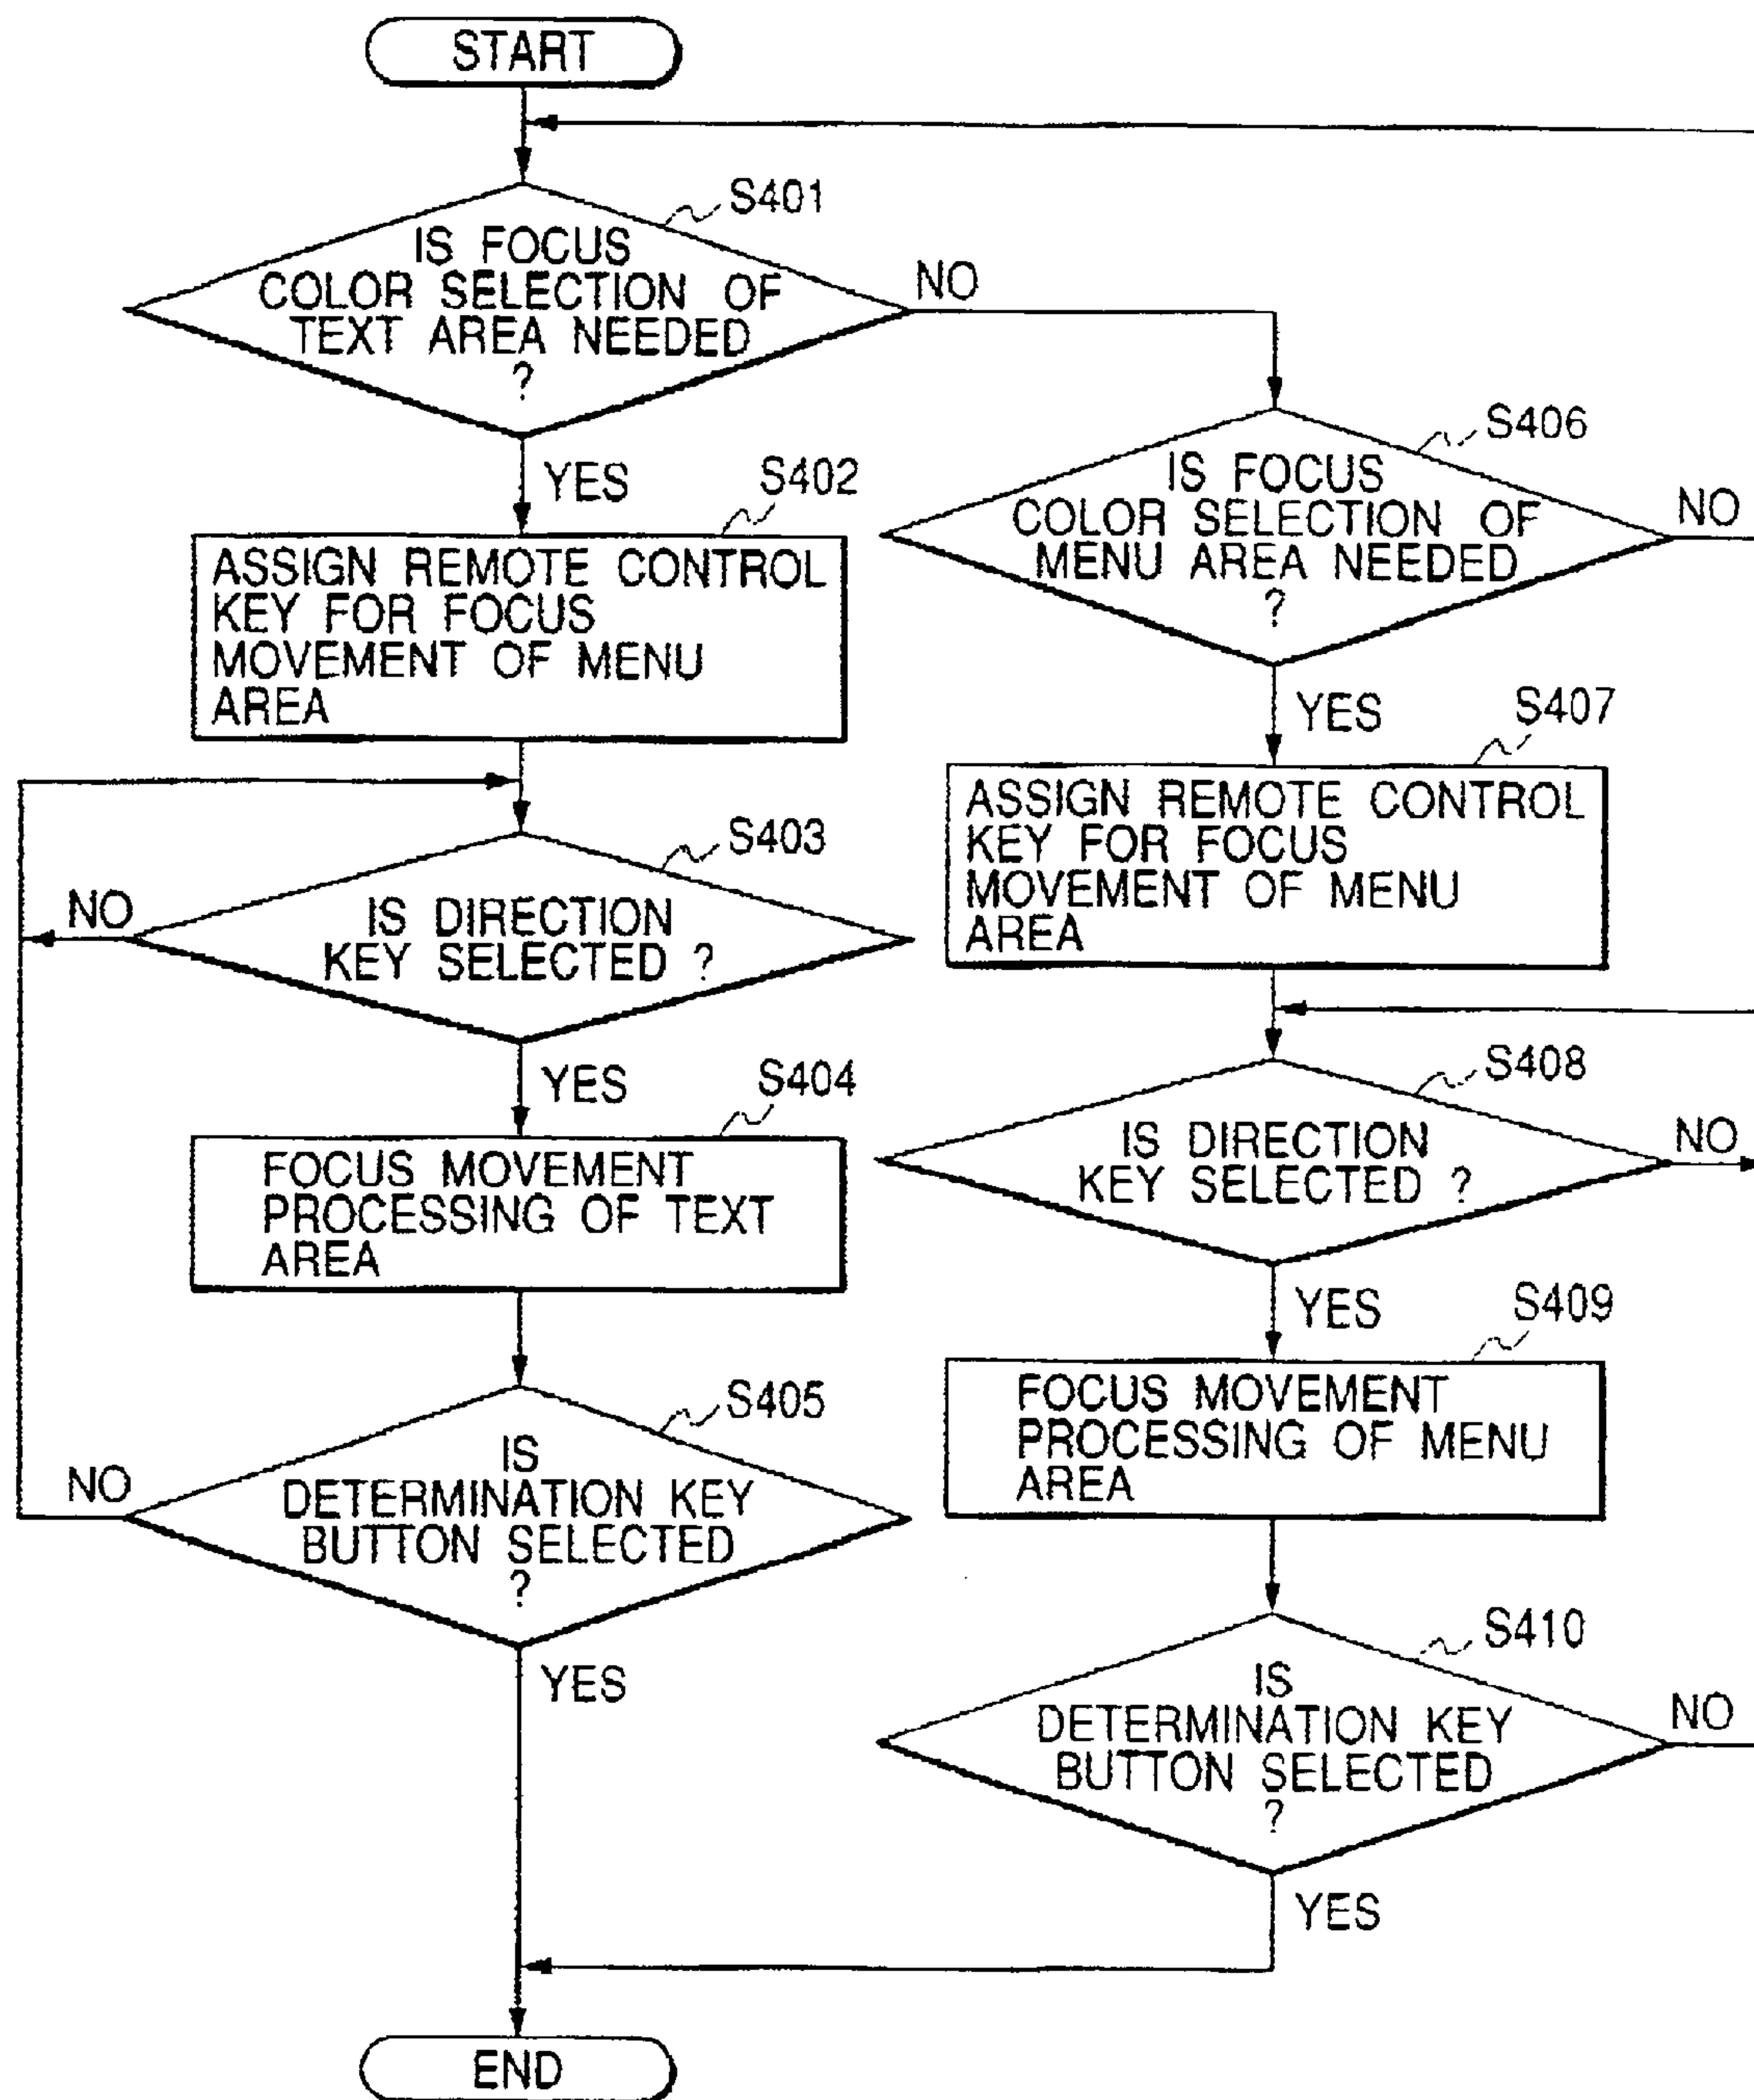 START
S401
IS FOCUS
COLOR SELECTION OF
TEXT AREA NEEDED
?
NO
YES
S402
ASSIGN REMOTE CONTROL
KEY FOR FOCUS
MOVEMENT OF MENU
AREA
S403
IS DIRECTION
KEY SELECTED ?
NO
YES
S404
FOCUS MOVEMENT
PROCESSING OF TEXT
AREA
S405
IS
DETERMINATION KEY
BUTTON SELECTED
?
NO
YES
S406
IS FOCUS
COLOR SELECTION OF
MENU AREA NEEDED
?
NO
YES
S407
ASSIGN REMOTE CONTROL
KEY FOR FOCUS
MOVEMENT OF MENU
AREA
S408
IS DIRECTION
KEY SELECTED ?
NO
YES
S409
FOCUS MOVEMENT
PROCESSING OF MENU
AREA
S410
IS
DETERMINATION KEY
BUTTON SELECTED
?
NO
YES
END